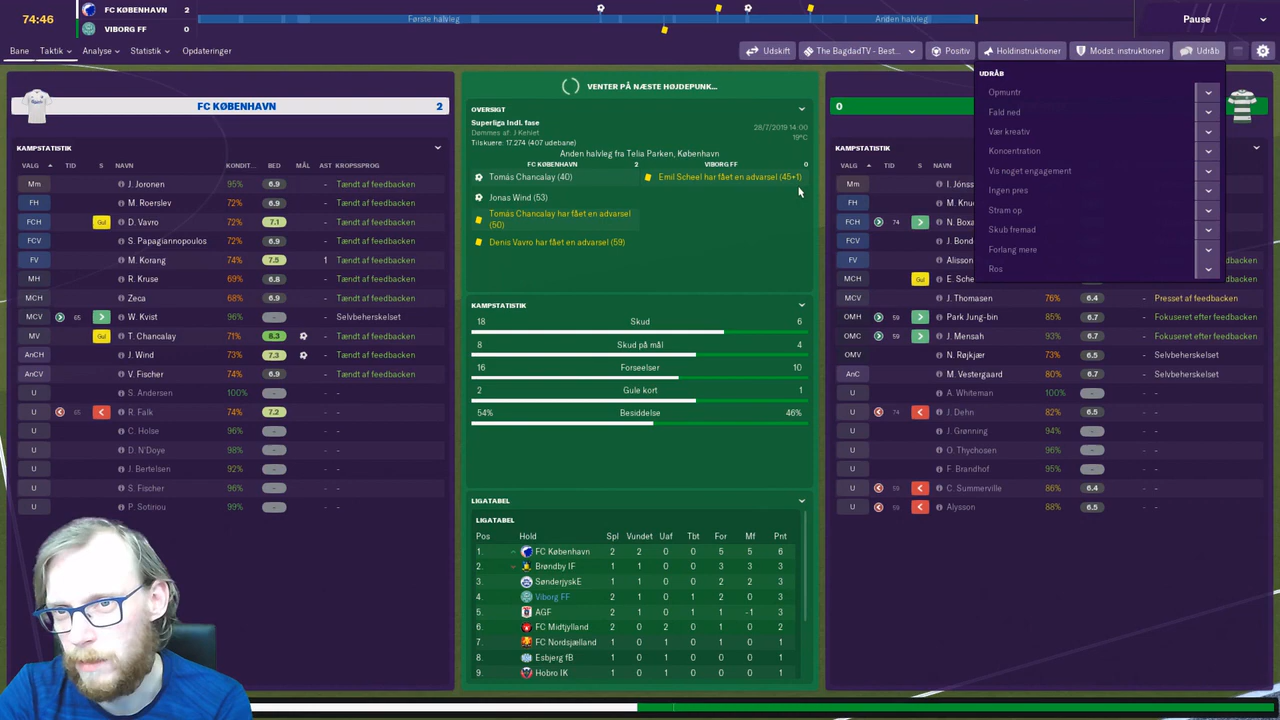 74:46
FC KØBENHAVN 2
VIBORG FF 0
Første halvleg
Anden halvleg
Pause
Bane Taktik Analyse Statistik Opdateringer
Udskift
The BagdadTV - Best...
Positiv
Holdinstruktioner
Modst. instruktioner
Udråb
UDRÅB
Opmuntr
Fald ned
Vær kreativ
Koncentration
Vis noget engagement
Ingen pres
Stram op
Skub fremad
Forlang mere
Ros
FC KØBENHAVN 2
KAMPSTATISTIK
VALG TID S NAVN KONDIT... BED MÅL AST KROPSSPROG
Mm J. Joronen 95% 6.9 Tændt af feedbacken
FH M. Roerslev 72% 6.9 Tændt af feedbacken
FCH Gul D. Vavro 72% 7.1 Tændt af feedbacken
FCV S. Papagiannopoulos 72% 6.9 Tændt af feedbacken
FV M. Korang 74% 7.5 1 Tændt af feedbacken
MH R. Kruse 69% 6.8 Tændt af feedbacken
MCH Zeca 68% 6.9 Tændt af feedbacken
MCV 65 W. Kvist 96% 6.9 Selvbeherskelset
MV Gul T. Chancalay 71% 8.3 Tændt af feedbacken
AnCH J. Wind 73% 7.3 Tændt af feedbacken
AnCV V. Fischer 74% 6.9 Tændt af feedbacken
U S. Andersen 100% - - -
U 65 R. Falk 74% 7.2 - -
U C. Holse 96% - - -
U D. N'Doye 98% - - -
U J. Bertelsen 92% - - -
U S. Fischer 96% - - -
U P. Sotiriou 99% - - -
VENTER PÅ NÆSTE HØJDEPUNK...
OVERSIGT
Superliga Indl. fase
Dømmes af: J Kehlet
Tilskuere: 17.274 (407 udebane)
28/7/2019 14:00
19°C
Anden halvleg fra Telia Parken, København
FC KØBENHAVN 2 VIBORG FF 0
Tomás Chancalay (40)
Emil Scheel har fået en advarsel (45+1)
Jonas Wind (53)
Tomás Chancalay har fået en advarsel
(50)
Denis Vavro har fået en advarsel (59)
KAMPSTATISTIK
18 Skud 6
8 Skud på mål 4
16 Forseelser 10
2 Gule kort 1
54% Besiddelse 46%
LIGATABEL
LIGATABEL
Pos Hold Spl Vundet Uaf Tbt For Mf Pnt
1. FC København 2 2 0 0 5 5 6
2. Brøndby IF 1 1 0 0 3 3 3
3. SønderjyskE 1 1 0 0 2 2 3
4. Viborg FF 2 1 0 1 2 0 3
5. AGF 2 1 0 1 1 -1 3
6. FC Midtjylland 2 0 2 0 1 0 2
7. FC Nordsjælland 1 0 1 0 1 0 1
8. Esbjerg fB 1 0 1 0 0 0 1
9. Hobro IK 1 0 1 0 0 0 1
0
KAMPSTATISTIK
VALG TID S NAVN
Mm I. Jónss
FH M. Knu
FCH 74 N. Boxa
FCV J. Bond
FV Alisson
MCH Gul E. Sche
MCV J. Thomasen 76% 6.4 - Presset af feedbacken
OMH 59 Park Jung-bin 85% 6.7 - Fokuseret efter feedbacken
OMC 59 J. Mensah 93% 6.7 - Fokuseret efter feedbacken
OMV N. Røjkjær 73% 6.5 - Selvbeherskelset
AnC M. Vestergaard 80% 6.7 - Selvbeherskelset
U A. Whiteman 100% - - -
U 74 J. Dehn 82% 6.5 - -
U J. Grønning 94% - - -
U O. Thychosen 96% - - -
U F. Brandhof 95% - - -
U 59 C. Summerville 86% 6.4 - -
U 59 Alysson 88% 6.5 - -